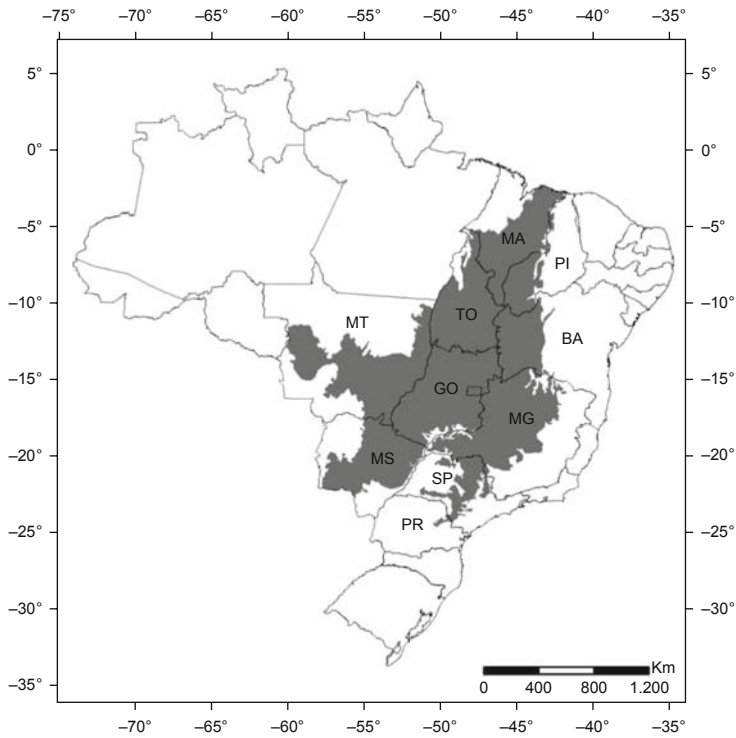 −75° −70° −65° −60° −55° −50° −45° −40° −35°
5° 5°
0° 0°
−5° −5°
MA
PI
−10° −10°
TO
MT
BA
−15° −15°
GO
MG
−20° −20°
MS
SP
PR
−25° −25°
−30° −30°
Km
0 400 800 1.200
−35° −35°
−70° −65° −60° −55° −50° −45° −40° −35°